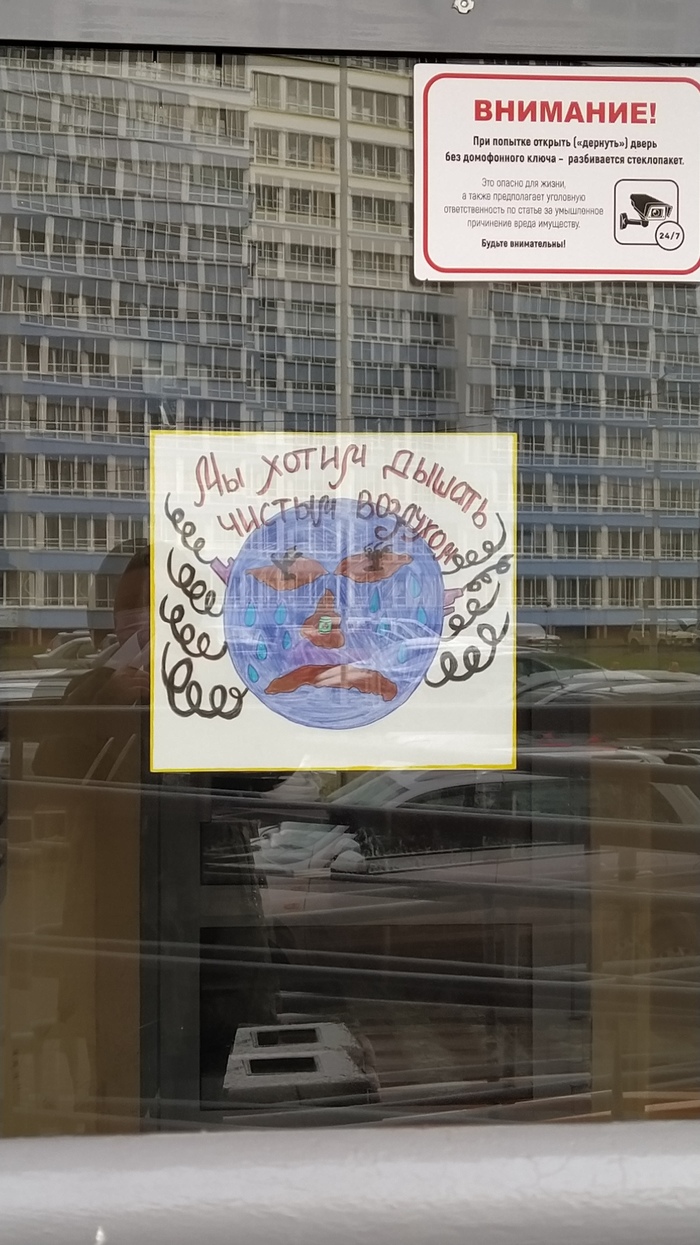 ВНИМАНИЕ!
При попытке открыть («дернуть») дверь
без домофонного ключа – разбивается стеклопакет.
Это опасно для жизни,
а также предполагает уголовную
ответственность по статье за умышленное
причинение вреда имуществу.
Будьте внимательны!
24/7
Мы хотим дышать
чистым воздухом